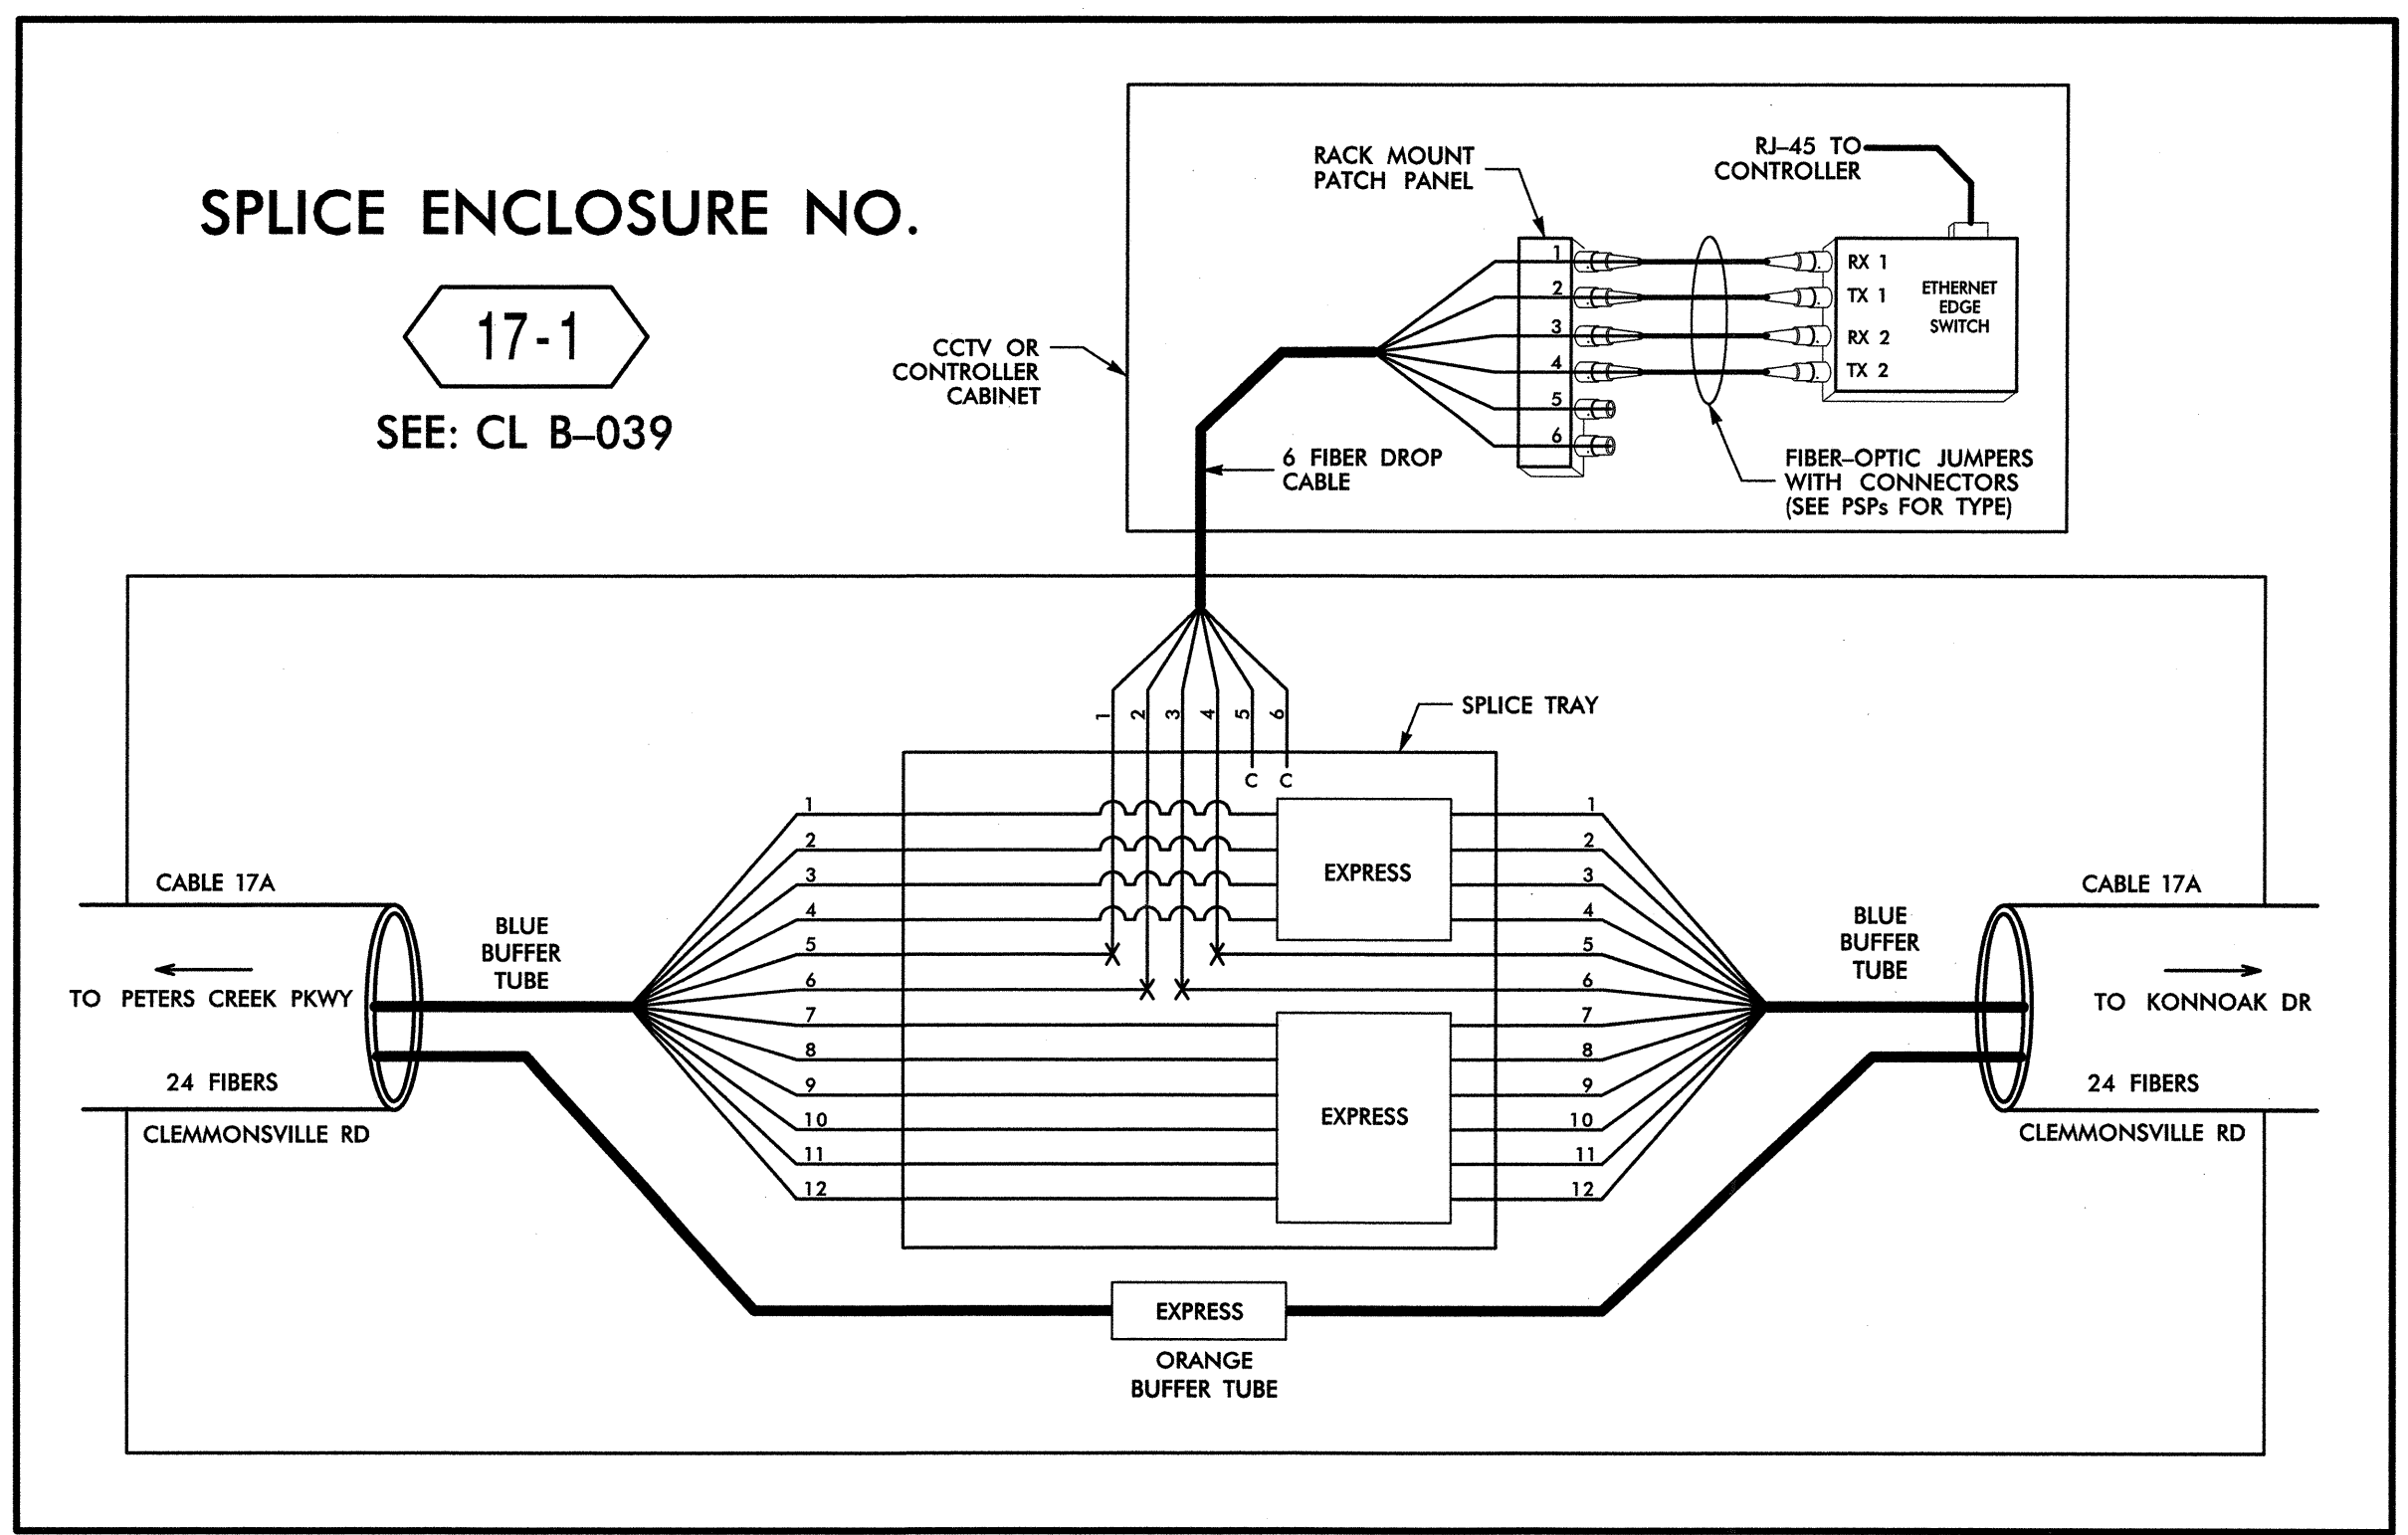 SPLICE ENCLOSURE NO.
17-1
SEE: CL B-039
RACK MOUNT
PATCH PANEL
RJ-45 TO
CONTROLLER
1
2
3
4
5
6
RX 1
TX 1
RX 2
TX 2
ETHERNET
EDGE
SWITCH
CCTV OR
CONTROLLER
CABINET
6 FIBER DROP
CABLE
FIBER-OPTIC JUMPERS
WITH CONNECTORS
(SEE PSPs FOR TYPE)
1 2 3 4 5 6
SPLICE TRAY
C C
1
2
3
4
5
6
7
8
9
10
11
12
EXPRESS
EXPRESS
1
2
3
4
5
6
7
8
9
10
11
12
CABLE 17A
BLUE
BUFFER
TUBE
TO PETERS CREEK PKWY
24 FIBERS
CLEMMONSVILLE RD
BLUE
BUFFER
TUBE
CABLE 17A
TO KONNOAK DR
24 FIBERS
CLEMMONSVILLE RD
EXPRESS
ORANGE
BUFFER TUBE